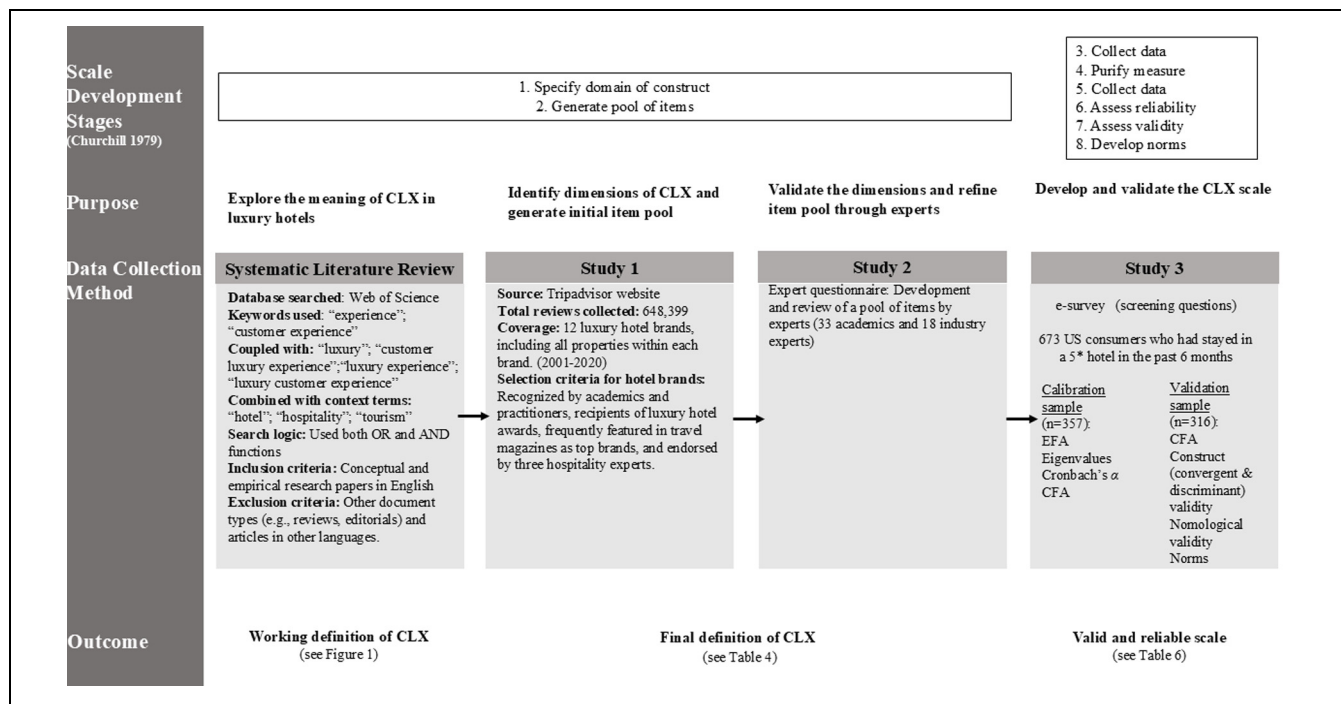 Scale
Development
Stages
(Churchill 1979)
1. Specify domain of construct
2. Generate pool of items
3. Collect data
4. Purify measure
5. Collect data
6. Assess reliability
7. Assess validity
8. Develop norms
Purpose
Explore the meaning of CLX in
luxury hotels
Identify dimensions of CLX and
generate initial item pool
Validate the dimensions and refine
item pool through experts
Develop and validate the CLX scale
Data Collection
Method
Systematic Literature Review
Database searched: Web of Science
Keywords used: “experience”;
“customer experience”
Coupled with: “luxury”; “customer
luxury experience”;“luxury experience”;
“luxury customer experience”
Combined with context terms:
“hotel”; “hospitality”; “tourism”
Search logic: Used both OR and AND
functions
Inclusion criteria: Conceptual and
empirical research papers in English
Exclusion criteria: Other document
types (e.g., reviews, editorials) and
articles in other languages.
Study 1
Source: Tripadvisor website
Total reviews collected: 648,399
Coverage: 12 luxury hotel brands,
including all properties within each
brand. (2001-2020)
Selection criteria for hotel brands:
Recognized by academics and
practitioners, recipients of luxury hotel
awards, frequently featured in travel
magazines as top brands, and endorsed
by three hospitality experts.
Study 2
Expert questionnaire: Development
and review of a pool of items by
experts (33 academics and 18 industry
experts)
Study 3
e-survey (screening questions)
673 US consumers who had stayed in
a 5* hotel in the past 6 months
Calibration
sample
(n=357):
EFA
Eigenvalues
Cronbach’s α
CFA
Validation
sample
(n=316):
CFA
Construct
(convergent &
discriminant)
validity
Nomological
validity
Norms
Outcome
Working definition of CLX
(see Figure 1)
Final definition of CLX
(see Table 4)
Valid and reliable scale
(see Table 6)